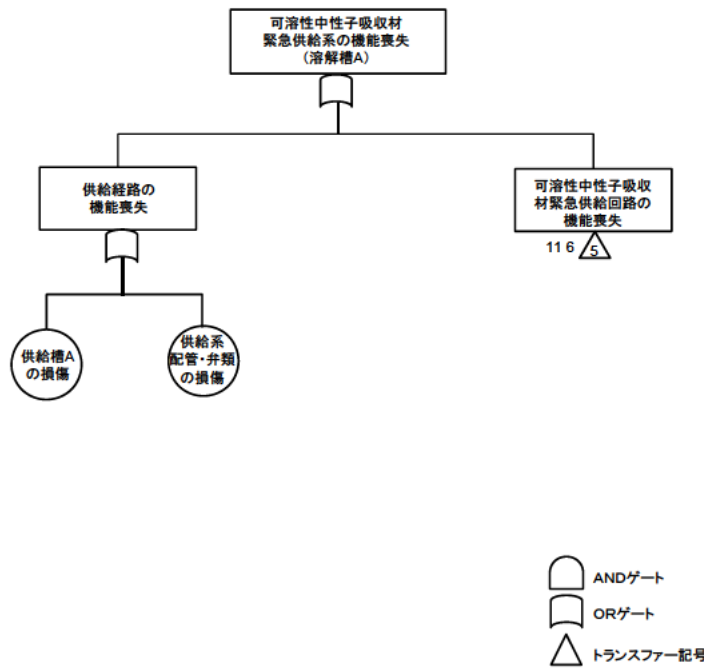 可溶性中性子吸収材
緊急供給系の機能喪失
(溶解槽A)
供給経路の
機能喪失
可溶性中性子吸収
材緊急供給回路の
機能喪失
11 6 5
供給槽A
の損傷
供給系
配管・弁類
の損傷
ANDゲート
ORゲート
トランスファー記号